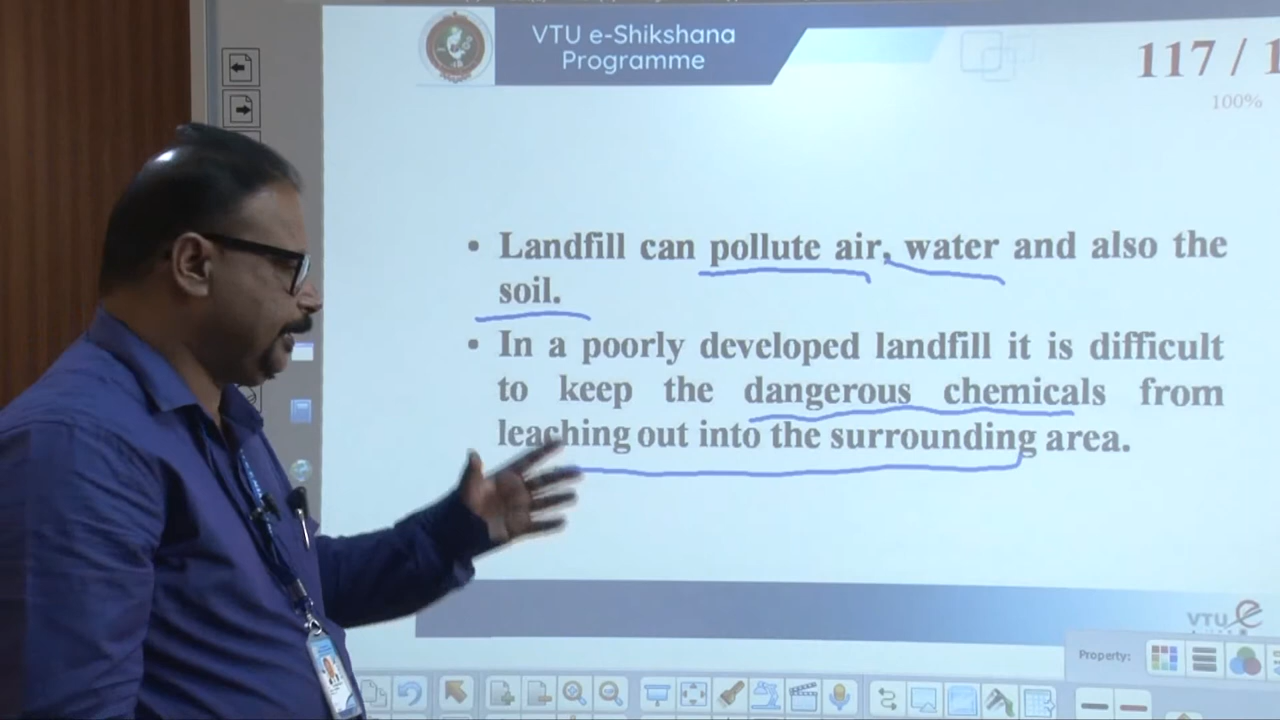 VTU e-Shikshana
Programme
117 / 1
100%
• Landfill can pollute air, water and also the
soil.
• In a poorly developed landfill it is difficult
to keep the dangerous chemicals from
leaching out into the surrounding area.
VTU e
Property: